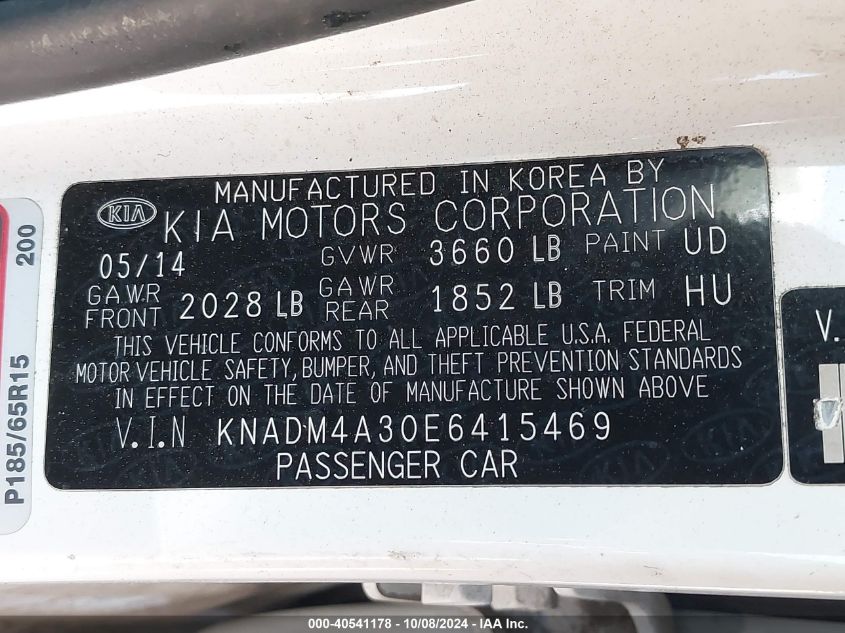 MANUFACTURED IN KOREA BY
KIA KIA MOTORS CORPORATION
05/14 GVWR 3660 LB PAINT UD
G.A.W.R FRONT 2028 LB GAWR REAR 1852 LB TRIM HU
THIS VEHICLE CONFORMS TO ALL APPLICABLE U.S.A. FEDERAL
MOTOR VEHICLE SAFETY, BUMPER, AND THEFT PREVENTION STANDARDS
IN EFFECT ON THE DATE OF MANUFACTURE SHOWN ABOVE
V.I.N KNADM4A30E6415469
PASSENGER CAR
P185/65R15 200
V.
000-40541178 - 10/08/2024 - IAAI.com